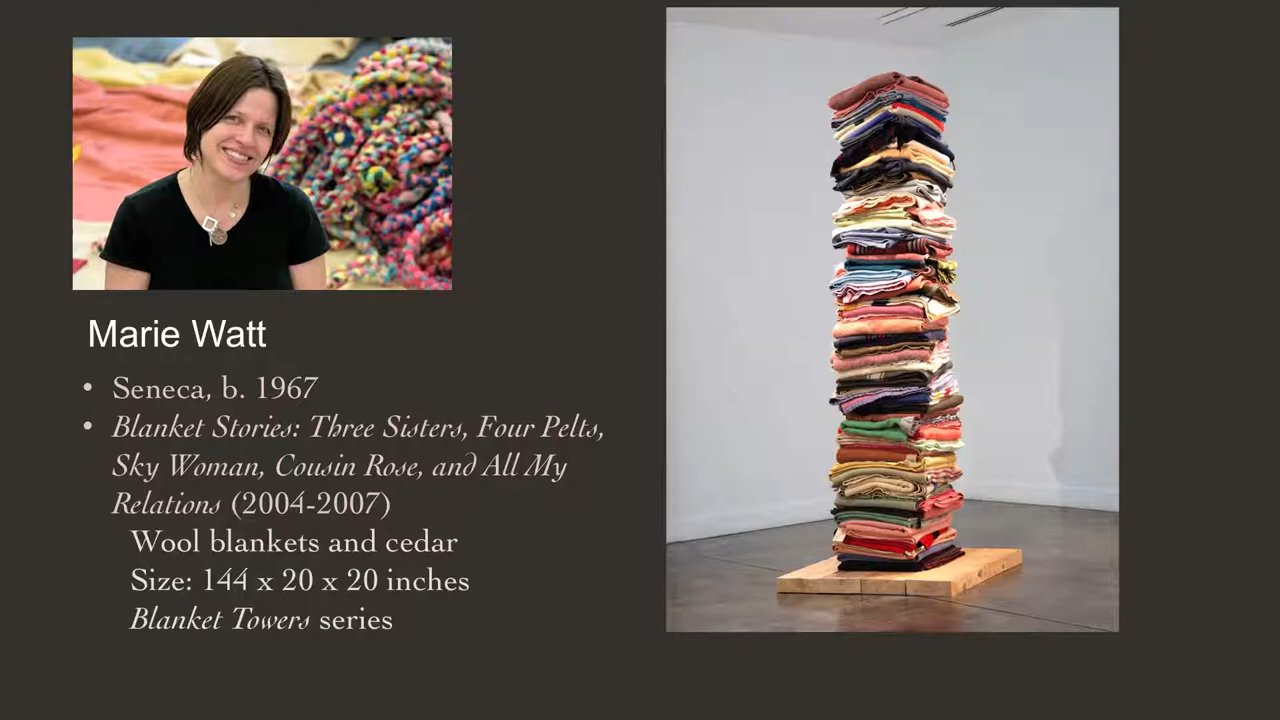 Marie Watt
• Seneca, b. 1967
• Blanket Stories: Three Sisters, Four Pelts,
Sky Woman, Cousin Rose, and All My
Relations (2004-2007)
Wool blankets and cedar
Size: 144 x 20 x 20 inches
Blanket Towers series